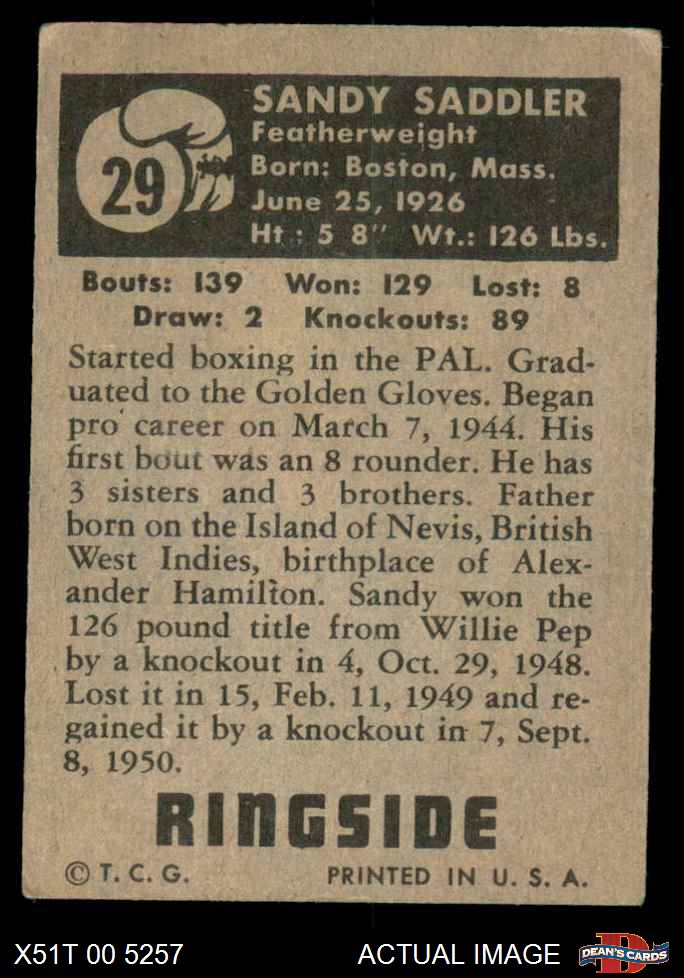 29
SANDY SADDLER
Featherweight
Born: Boston, Mass.
June 25, 1926
Ht : 5 8" Wt.: 126 Lbs.
Bouts: 139 Won: 129 Lost: 8
Draw: 2 Knockouts: 89
Started boxing in the PAL. Grad-
uated to the Golden Gloves. Began
pro career on March 7, 1944. His
first bout was an 8 rounder. He has
3 sisters and 3 brothers. Father
born on the Island of Nevis, British
West Indies, birthplace of Alex-
ander Hamilton. Sandy won the
126 pound title from Willie Pep
by a knockout in 4, Oct. 29, 1948.
Lost it in 15, Feb. 11, 1949 and re-
gained it by a knockout in 7, Sept.
8, 1950.
RINGSIDE
© T. C. G. PRINTED IN U. S. A.
X51T 00 5257 ACTUAL IMAGE D DEAN'S CARDS